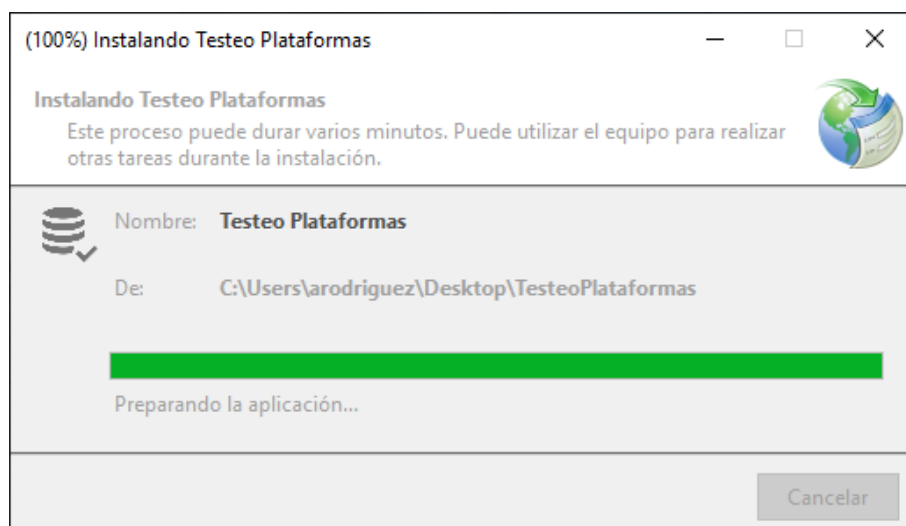 (100%) Instalando Testeo Plataformas
Instalando Testeo Plataformas
Este proceso puede durar varios minutos. Puede utilizar el equipo para realizar
otras tareas durante la instalación.
Nombre: Testeo Plataformas
De: C:\Users\arodriguez\Desktop\TesteoPlataformas
Preparando la aplicación...
Cancelar